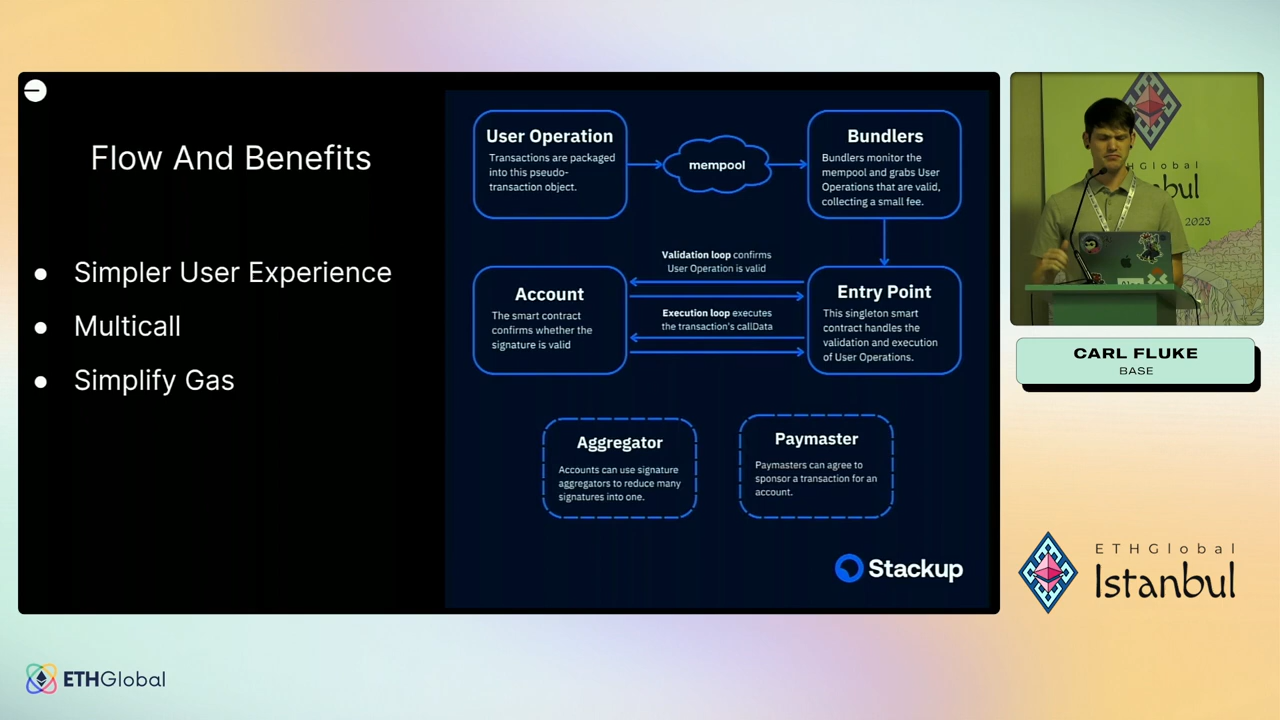 Flow And Benefits
● Simpler User Experience
● Multicall
● Simplify Gas
User Operation
Transactions are packaged
into this pseudo-
transaction object.
mempool
Bundlers
Bundlers monitor the
mempool and grabs User
Operations that are valid,
collecting a small fee.
Validation loop confirms
User Operation is valid
Execution loop executes
the transaction's callData
Account
The smart contract
confirms whether the
signature is valid
Entry Point
This singleton smart
contract handles the
validation and execution
of User Operations.
Aggregator
Accounts can use signature
aggregators to reduce many
signatures into one.
Paymaster
Paymasters can agree to
sponsor a transaction for an
account.
Stackup
2023
CARL FLUKE
BASE
ETHGlobal
Istanbul
ETHGlobal